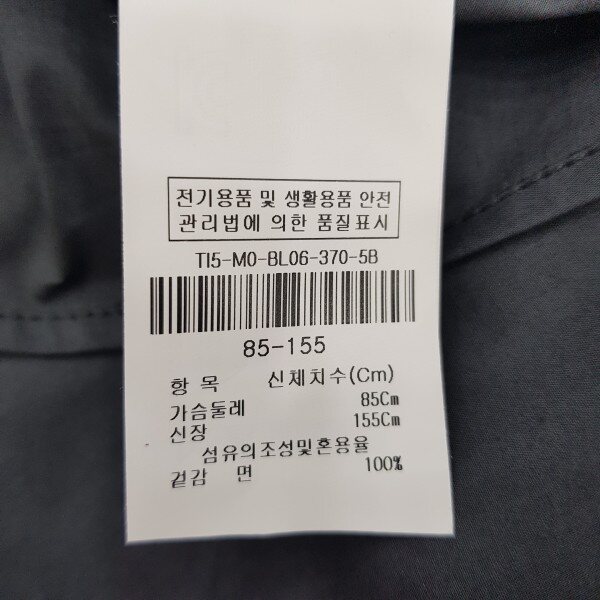 전기용품 및 생활용품 안전
관리법에 의한 품질표시
TI5-M0-BL06-370-5B
85-155
항 목 신체치수(Cm)
가슴둘레 85Cm
신장 155Cm
섬유의조성및혼용율
겉감 면 100%